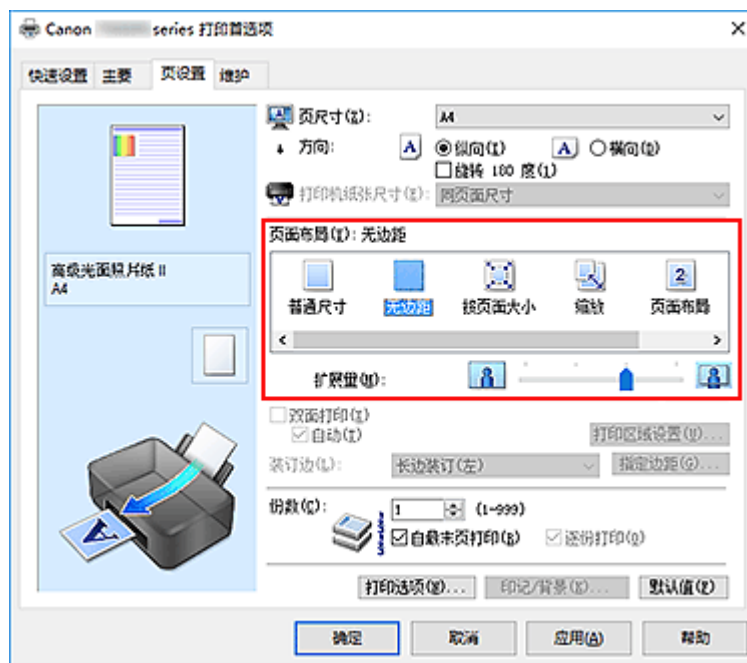 Canon series 打印首选项
快速设置 主要 页设置 维护
页尺寸(Z): A4
方向: A 纵向(I) A 横向(D)
旋转 180 度(1)
打印机纸张尺寸(E): 同页面尺寸
页面布局(X): 无边距
高级光面照片纸 II
A4
普通尺寸 无边距 按页面大小 缩放 2 页面布局
扩展量(W):
双面打印(X)
自动(I) 打印区域设置(U)...
装订边(L): 长边装订(左) 指定边距(G)...
份数(C): 1 (1-999)
自最末页打印(R) 逐份打印(O)
打印选项(W)... 印记/背景(K)... 默认值(F)
确定 取消 应用(A) 帮助